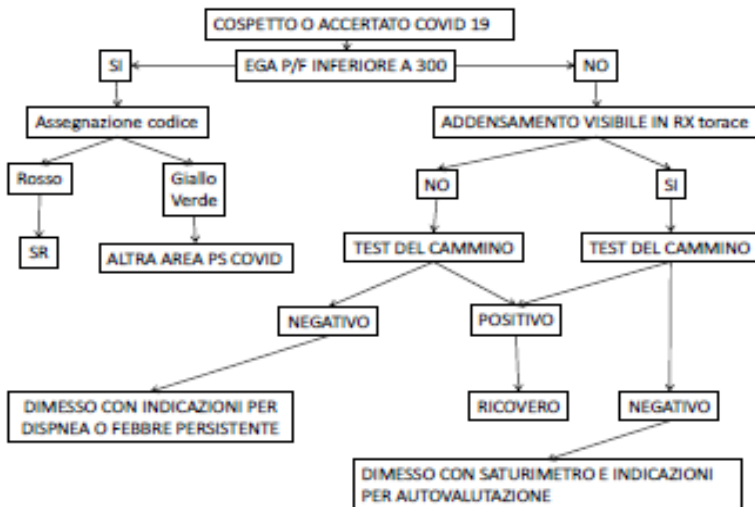 COSPETTO O ACCERTATO COVID 19
SI
EGA P/F INFERIORE A 300
NO
Assegnazione codice
ADDENSAMENTO VISIBILE IN RX torace
Rosso
Giallo
Verde
NO
SI
SR
ALTRA AREA PS COVID
TEST DEL CAMMINO
TEST DEL CAMMINO
NEGATIVO
POSITIVO
DIMESSO CON INDICAZIONI PER
DISPNEA O FEBBRE PERSISTENTE
RICOVERO
NEGATIVO
DIMESSO CON SATURIMETRO E INDICAZIONI
PER AUTOVALUTAZIONE